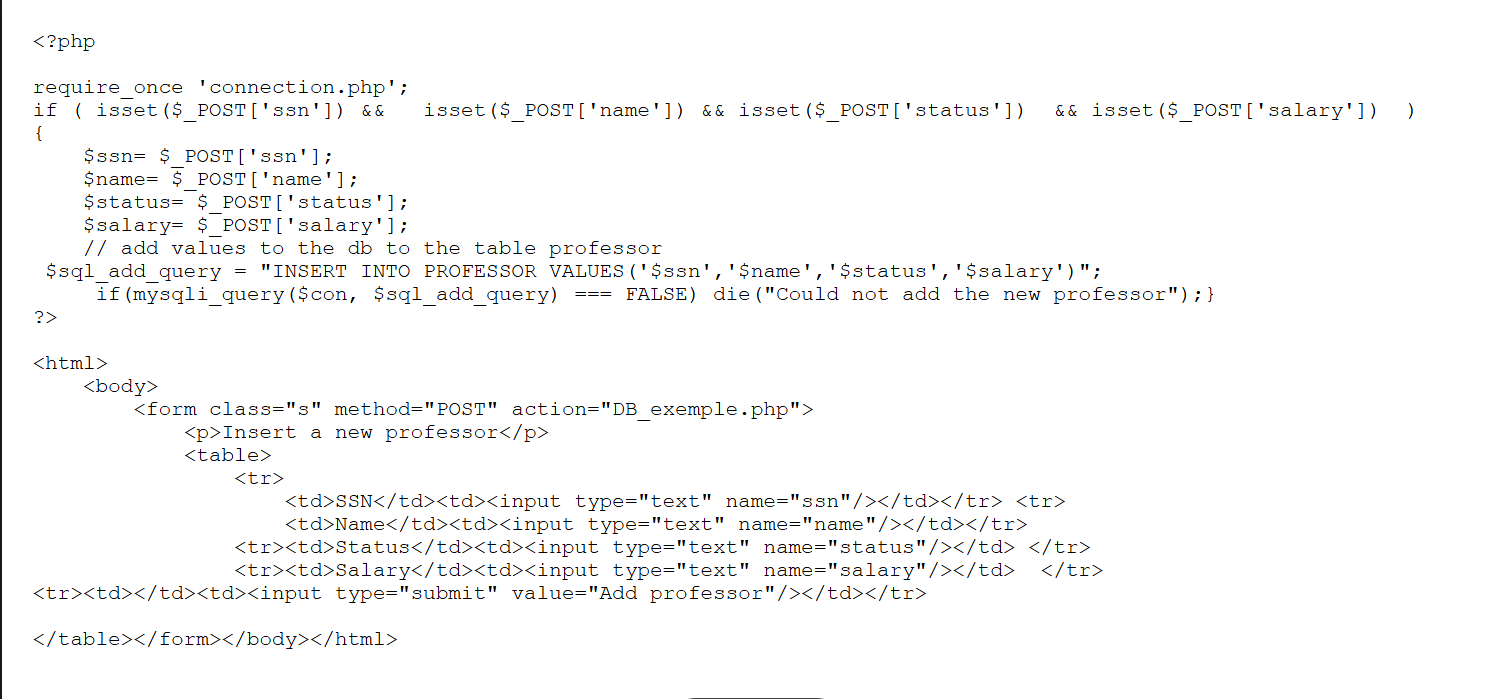 <?php
require_once 'connection.php';
if ( isset($_POST['ssn']) &&   isset($_POST['name']) && isset($_POST['status'])  && isset($_POST['salary'])  )
{
    $ssn= $_POST['ssn'];
    $name= $_POST['name'];
    $status= $_POST['status'];
    $salary= $_POST['salary'];
    // add values to the db to the table professor
 $sql_add_query = "INSERT INTO PROFESSOR VALUES('$ssn','$name','$status','$salary')";
     if(mysqli_query($con, $sql_add_query) === FALSE) die("Could not add the new professor");}
?>
<html>
    <body>
        <form class="s" method="POST" action="DB_exemple.php">
            <p>Insert a new professor</p>
            <table>
                <tr>
                    <td>SSN</td><td><input type="text" name="ssn"/></td></tr> <tr>
                    <td>Name</td><td><input type="text" name="name"/></td></tr>
                <tr><td>Status</td><td><input type="text" name="status"/></td> </tr>
                <tr><td>Salary</td><td><input type="text" name="salary"/></td>  </tr>
<tr><td></td><td><input type="submit" value="Add professor"/></td></tr>
</table></form></body></html>